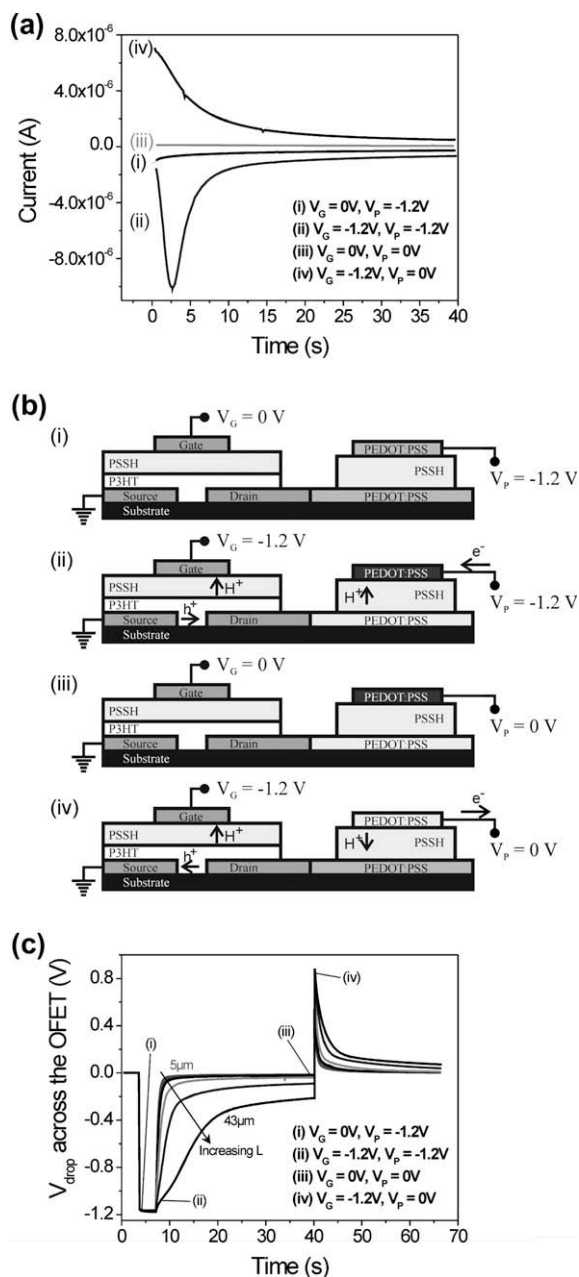 (a)
8.0x10⁻⁶
4.0x10⁻⁶
0.0
-4.0x10⁻⁶
-8.0x10⁻⁶
Current (A)
(iv)
(iii)
(i)
(ii)
(i) V_G = 0V, V_P = -1.2V
(ii) V_G = -1.2V, V_P = -1.2V
(iii) V_G = 0V, V_P = 0V
(iv) V_G = -1.2V, V_P = 0V
0 5 10 15 20 25 30 35 40
Time (s)
(b)
(i)
V_G = 0 V
Gate
PSSH
P3HT
Source
Drain
Substrate
PEDOT:PSS
PSSH
PEDOT:PSS
V_P = -1.2 V
(ii)
V_G = -1.2 V
Gate
PSSH
H⁺
P3HT
h⁺
Source
Drain
Substrate
PEDOT:PSS
e⁻
H⁺
PSSH
PEDOT:PSS
V_P = -1.2 V
(iii)
V_G = 0 V
Gate
PSSH
P3HT
Source
Drain
Substrate
PEDOT:PSS
PSSH
PEDOT:PSS
V_P = 0 V
(iv)
V_G = -1.2 V
Gate
PSSH
H⁺
P3HT
h⁺
Source
Drain
Substrate
PEDOT:PSS
e⁻
H⁺
PSSH
PEDOT:PSS
V_P = 0 V
(c)
0.8
0.4
0.0
-0.4
-0.8
-1.2
V_drop across the OFET (V)
(i)
5µm
(iii)
(iv)
43µm
Increasing L
(ii)
(i) V_G = 0V, V_P = -1.2V
(ii) V_G = -1.2V, V_P = -1.2V
(iii) V_G = 0V, V_P = 0V
(iv) V_G = -1.2V, V_P = 0V
0 10 20 30 40 50 60 70
Time (s)